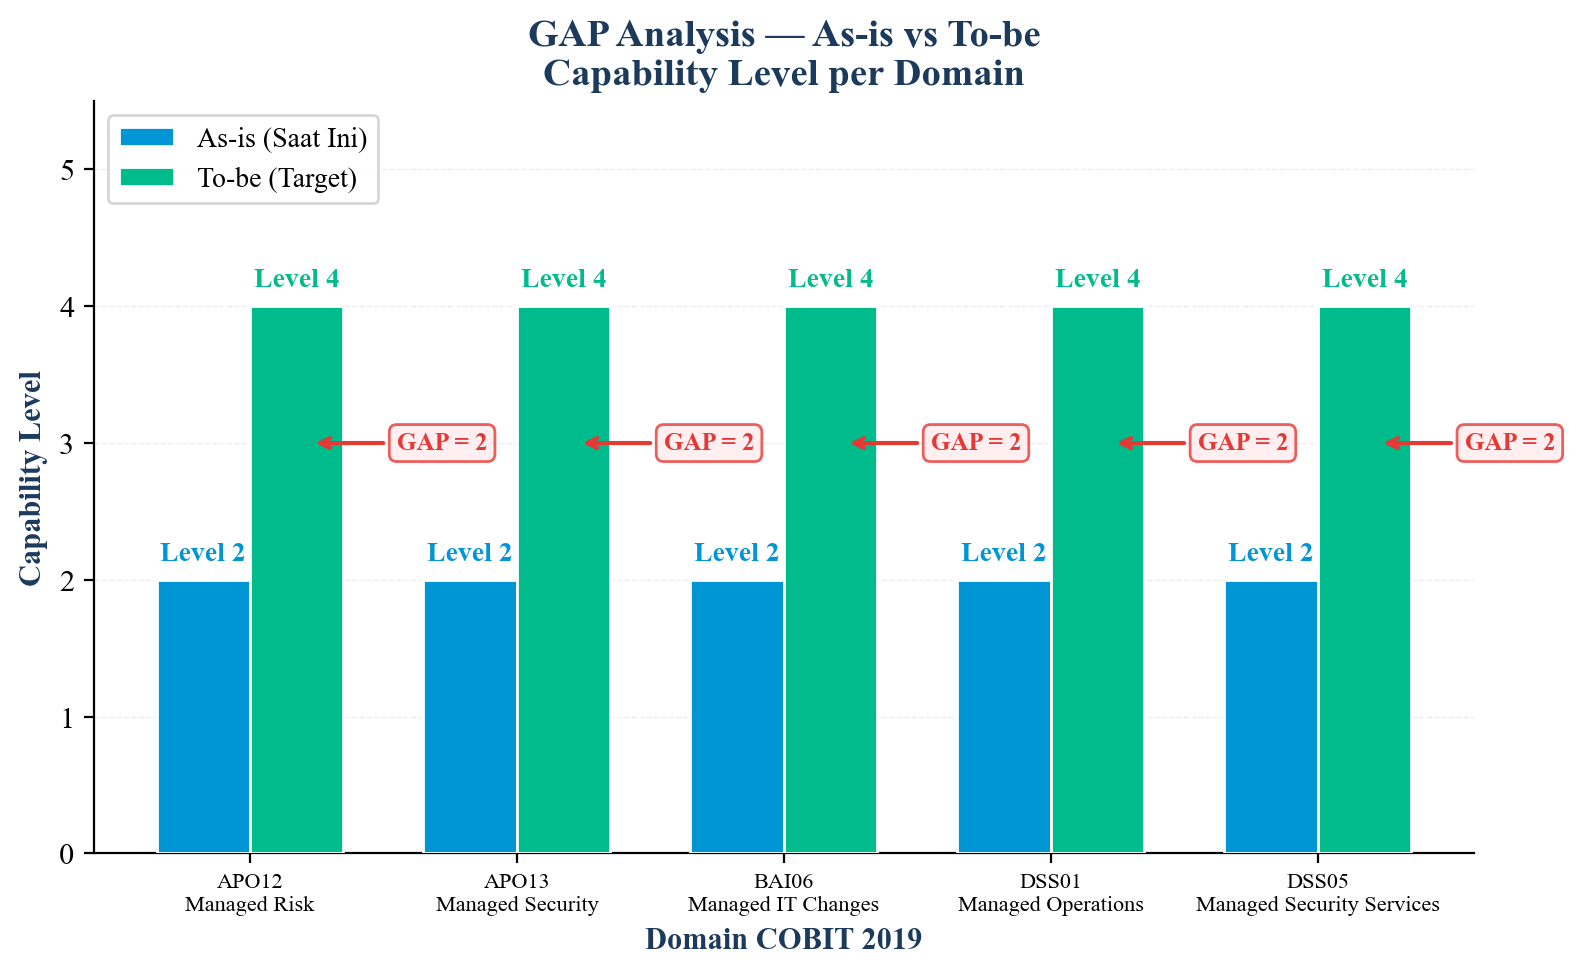 GAP Analysis — As-is vs To-be
Capability Level per Domain
As-is (Saat Ini)
To-be (Target)
Capability Level
5
4
3
2
1
0
Level 4
Level 4
Level 4
Level 4
Level 4
GAP = 2
GAP = 2
GAP = 2
GAP = 2
GAP = 2
Level 2
Level 2
Level 2
Level 2
Level 2
APO12
Managed Risk
APO13
Managed Security
BAI06
Managed IT Changes
DSS01
Managed Operations
DSS05
Managed Security Services
Domain COBIT 2019